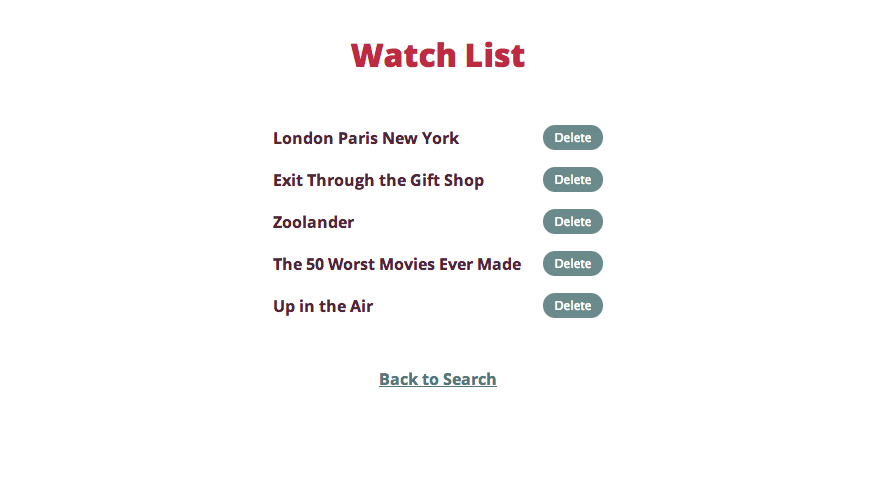 Watch List
London Paris New York Delete
Exit Through the Gift Shop Delete
Zoolander Delete
The 50 Worst Movies Ever Made Delete
Up in the Air Delete
Back to Search